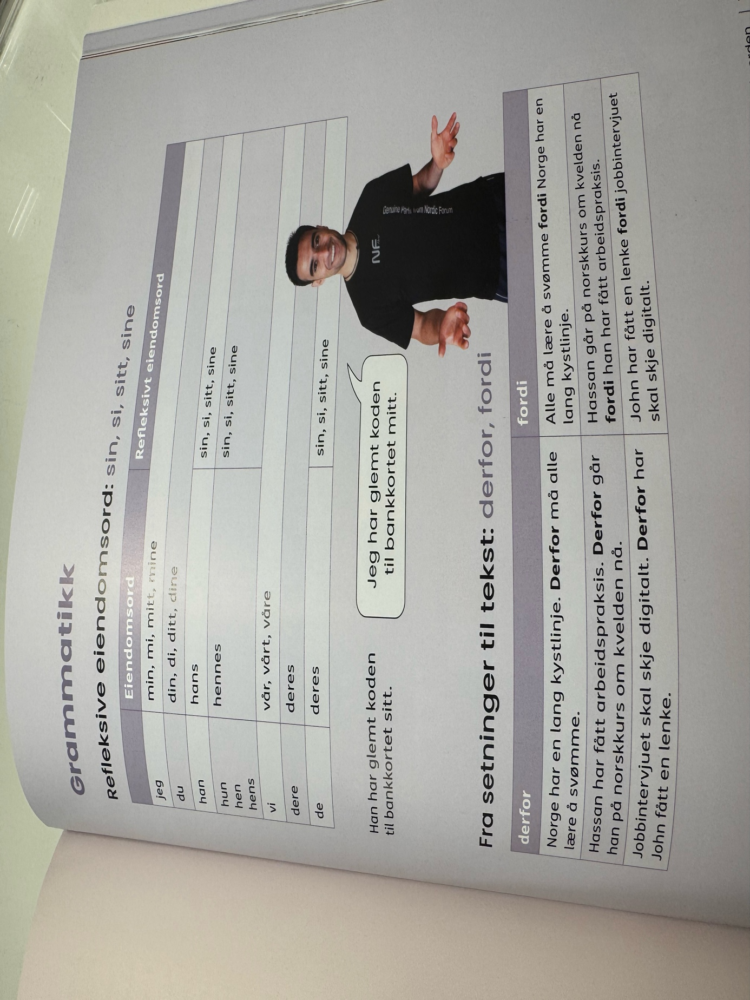 Grammatikk
Refleksive eiendomsord: sin, si, sitt, sine
Eiendomsord Refleksivt eiendomsord
jeg min, mi, mitt, mine
du din, di, ditt, dine
han hans sin, si, sitt, sine
hun hennes sin, si, sitt, sine
hen
hens
vi vår, vårt, våre
dere deres
de deres sin, si, sitt, sine
Han har glemt koden
til bankkortet sitt.
Jeg har glemt koden
til bankkortet mitt.
NF
Genuine Parts from Nordic Forum
Fra setninger til tekst: derfor, fordi
derfor fordi
Norge har en lang kystlinje. Derfor må alle
lære å svømme.
Alle må lære å svømme fordi Norge har en
lang kystlinje.
Hassan har fått arbeidspraksis. Derfor går
han på norskkurs om kvelden nå.
Hassan går på norskkurs om kvelden nå
fordi han har fått arbeidspraksis.
Jobbintervjuet skal skje digitalt. Derfor har
John fått en lenke.
John har fått en lenke fordi jobbintervjuet
skal skje digitalt.